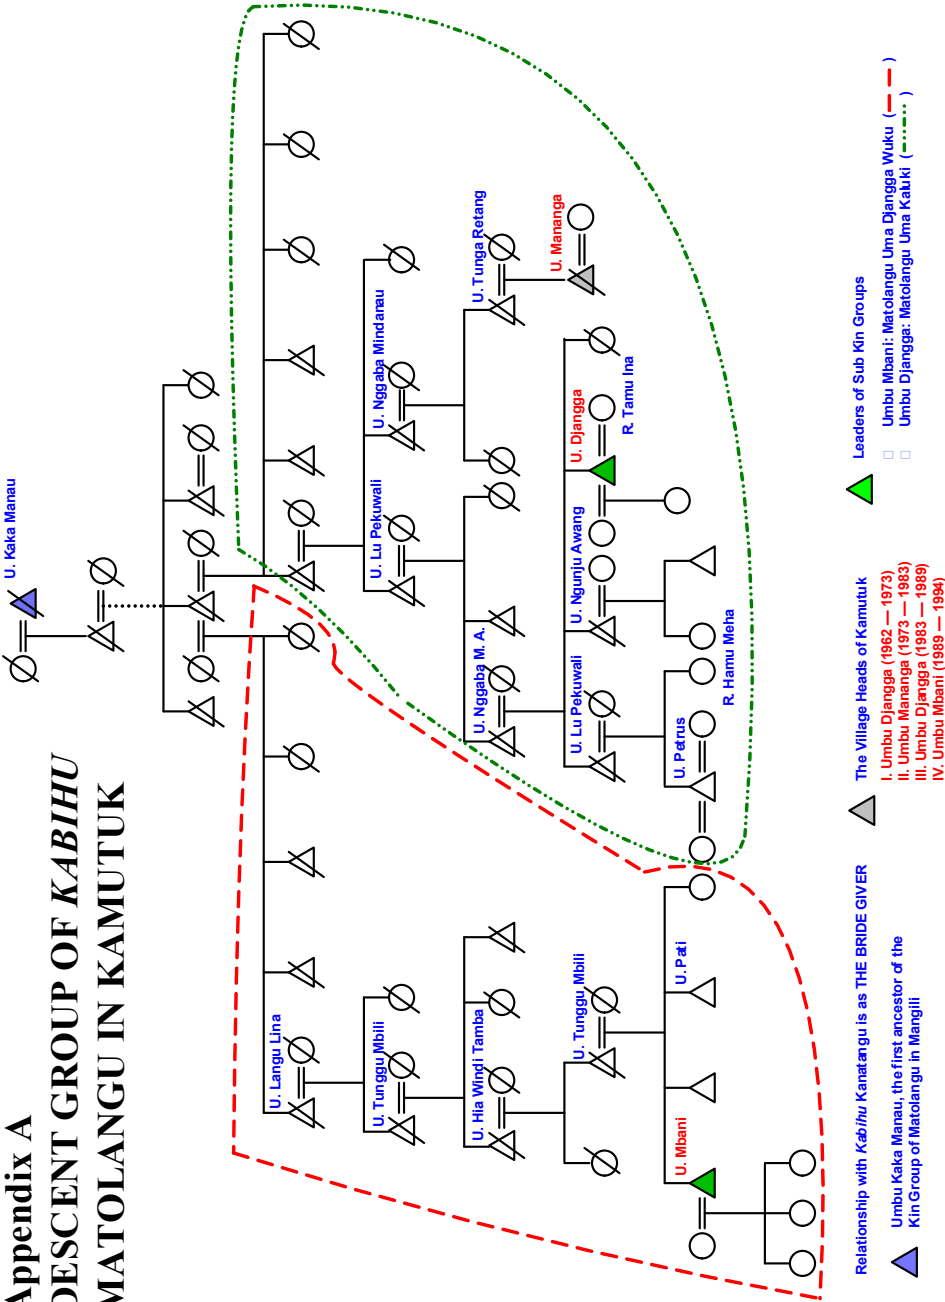 Appendix A
DESCENT GROUP OF KABIHU
MATOLANGU IN KAMUTUK
U. Kaka Manau
U. Langu Lina
U. Tunggu Mbili
U. Lu Pekuwali
U. Nggaba Mindanau
U. Hia Windi Tamba
U. Nggaba M. A.
U. Tunga Retang
U. Tunggu Mbili
U. Lu Pekuwali
U. Ngunju Awang
U. Djangga
U. Mananga
R. Tamu Ina
U. Mbani
U. Pati
U. Petrus
R. Hamu Meha
Relationship with Kabihu Kanatangu is as THE BRIDE GIVER
Umbu Kaka Manau, the first ancestor of the
Kin Group of Matolangu in Mangili
The Village Heads of Kamutuk
I. Umbu Djangga (1962 — 1973)
II. Umbu Mananga (1973 — 1983)
III. Umbu Djangga (1983 — 1989)
IV. Umbu Mbani (1989 — 1994)
Leaders of Sub Kin Groups
Umbu Mbani: Matolangu Uma Djangga Wuku ( )
Umbu Djangga: Matolangu Uma Kaluki ( )